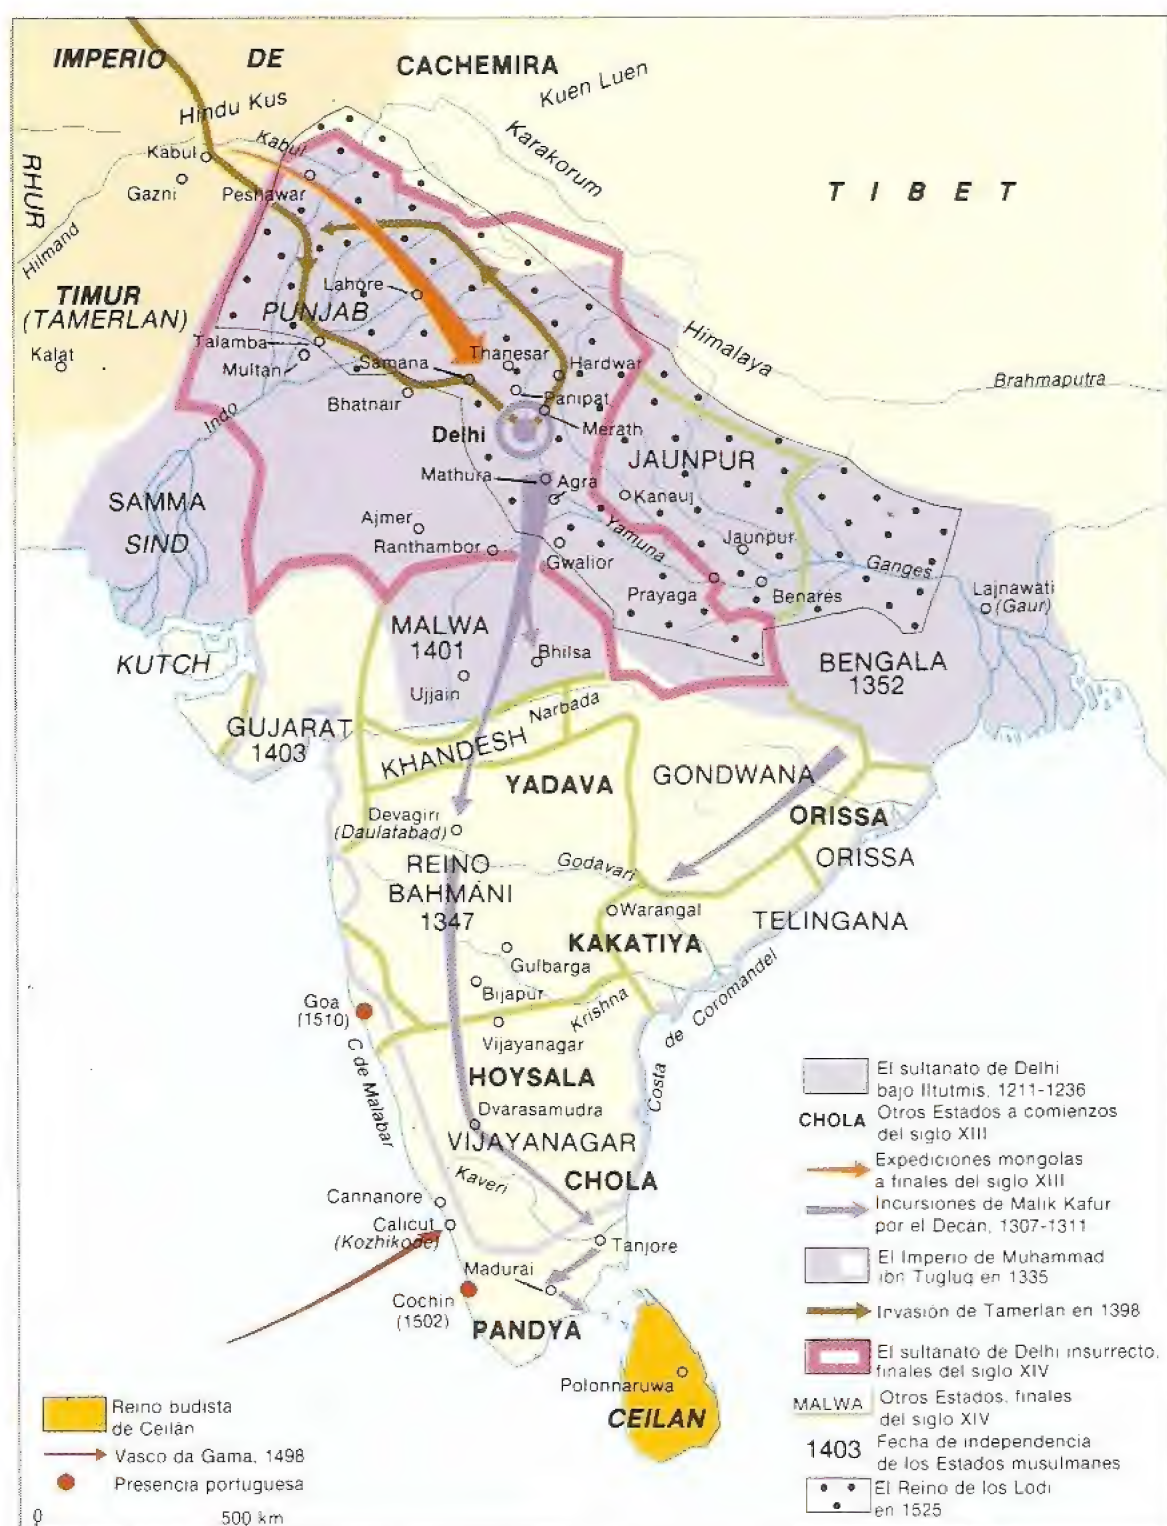 IMPERIO DE
CACHEMIRA
Kuen Luen
Hindu Kus
Karakorum
Kabul
Kabul
Gazni
Peshawar
RHUR
TIBET
Hilmand
TIMUR
(TAMERLAN)
Kalat
Lahore
PUNJAB
Talamba
Multan
Samana
Thanesar
Hardwar
Himalaya
Brahmaputra
Bhatnair
Panipat
Indo
Delhi
Merath
JAUNPUR
Mathura
Agra
Kanauj
SAMMA
SIND
Ajmer
Ranthambor
Yamuna
Jaunpur
Gwalior
Ganges
Prayaga
Benarés
Lajnawati
(Gaur)
MALWA
1401
Bhilsa
KUTCH
Ujjain
BENGALA
1352
GUJARAT
1403
Narbada
KHANDESH
YADAVA
GONDWANA
ORISSA
Devagiri
(Daulatabad)
ORISSA
REINO
BAHMANI
1347
Godavari
Warangal
TELINGANA
KAKATIYA
Gulbarga
Bijapur
Krishna
Goa
(1510)
Vijayanagar
Costa de Coromandel
C de Malabar
HOYSALA
Dvarasamudra
VIJAYANAGAR
Kaveri
CHOLA
Cannanore
Calicut
(Kozhikode)
Tanjore
Madurai
Cochin
(1502)
PANDYA
Polonnaruwa
CEILAN
El sultanato de Delhi
bajo Iltutmis, 1211-1236
CHOLA Otros Estados a comienzos
del siglo XIII
Expediciones mongolas
a finales del siglo XIII
Incursiones de Malik Kafur
por el Decán, 1307-1311
El Imperio de Muhammad
ibn Tugluq en 1335
Invasión de Tamerlán en 1398
El sultanato de Delhi insurrecto,
finales del siglo XIV
MALWA Otros Estados, finales
del siglo XIV
1403 Fecha de independencia
de los Estados musulmanes
El Reino de los Lodi
en 1525
Reino budista
de Ceilán
Vasco da Gama, 1498
Presencia portuguesa
0 500 km